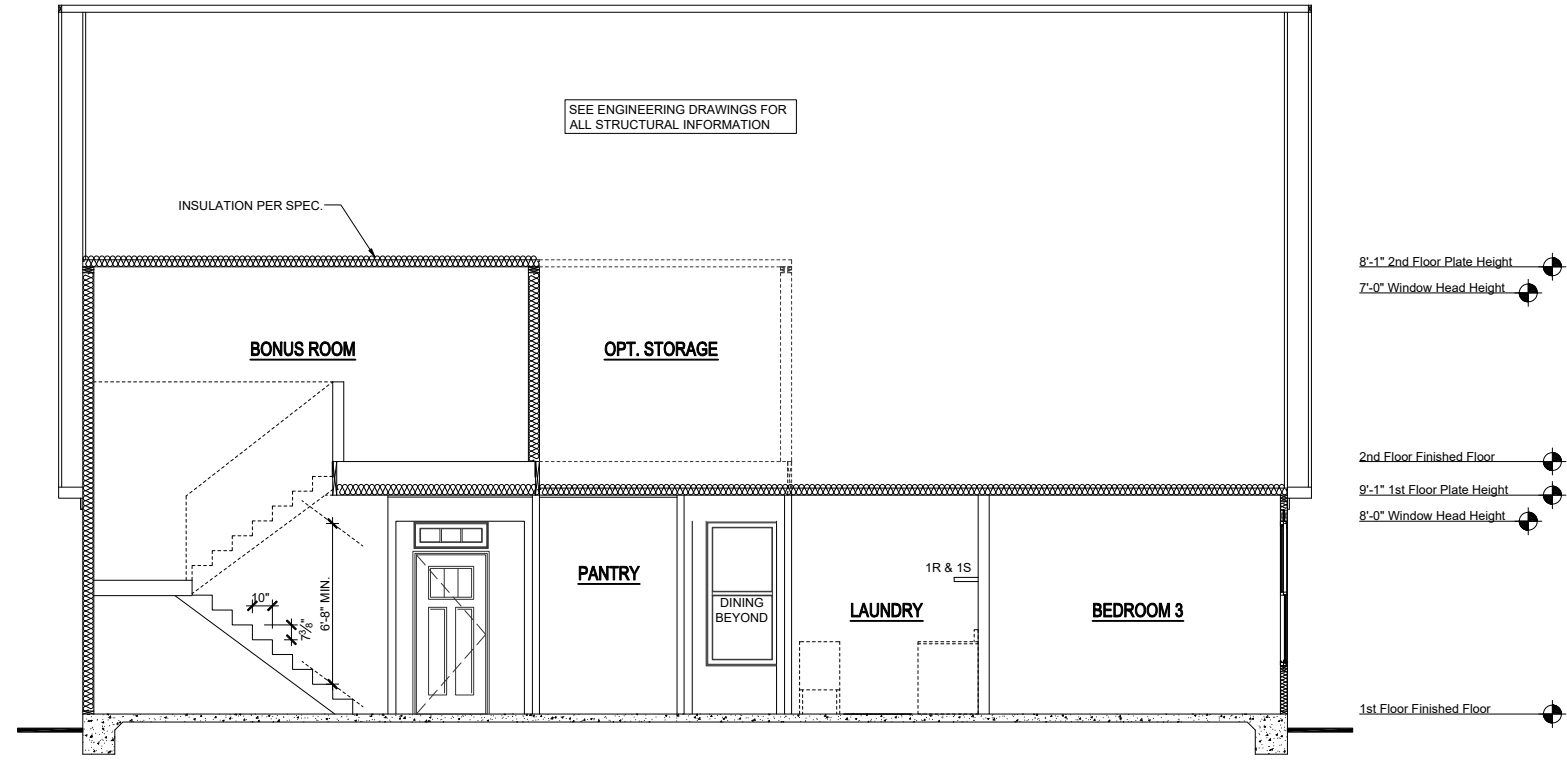 SEE ENGINEERING DRAWINGS FOR
ALL STRUCTURAL INFORMATION
INSULATION PER SPEC.
8'-1" 2nd Floor Plate Height
7'-0" Window Head Height
BONUS ROOM
OPT. STORAGE
2nd Floor Finished Floor
9'-1" 1st Floor Plate Height
8'-0" Window Head Height
1R & 1S
PANTRY
10"
7⅜"
6'-8" MIN.
DINING
BEYOND
LAUNDRY
BEDROOM 3
1st Floor Finished Floor